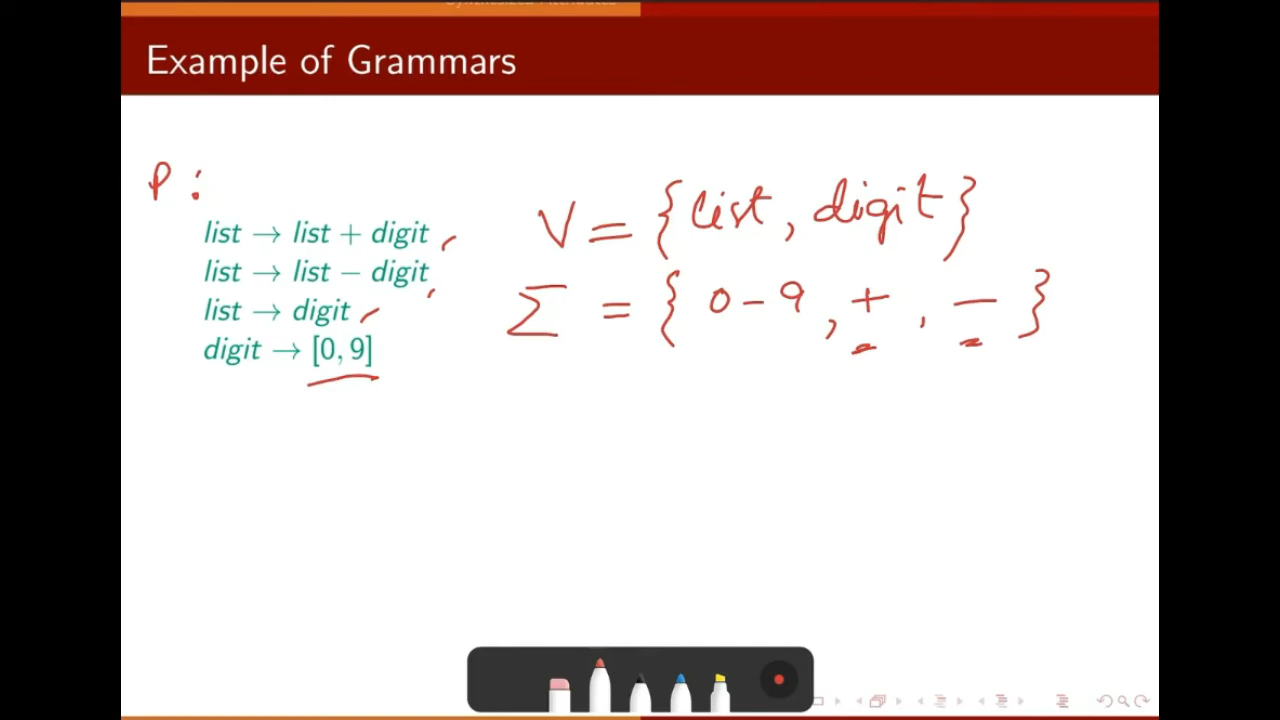 Example of Grammars
P :
list → list + digit
list → list − digit
list → digit
digit → [0, 9]
V = {list, digit}
Σ = {0-9, +, −}